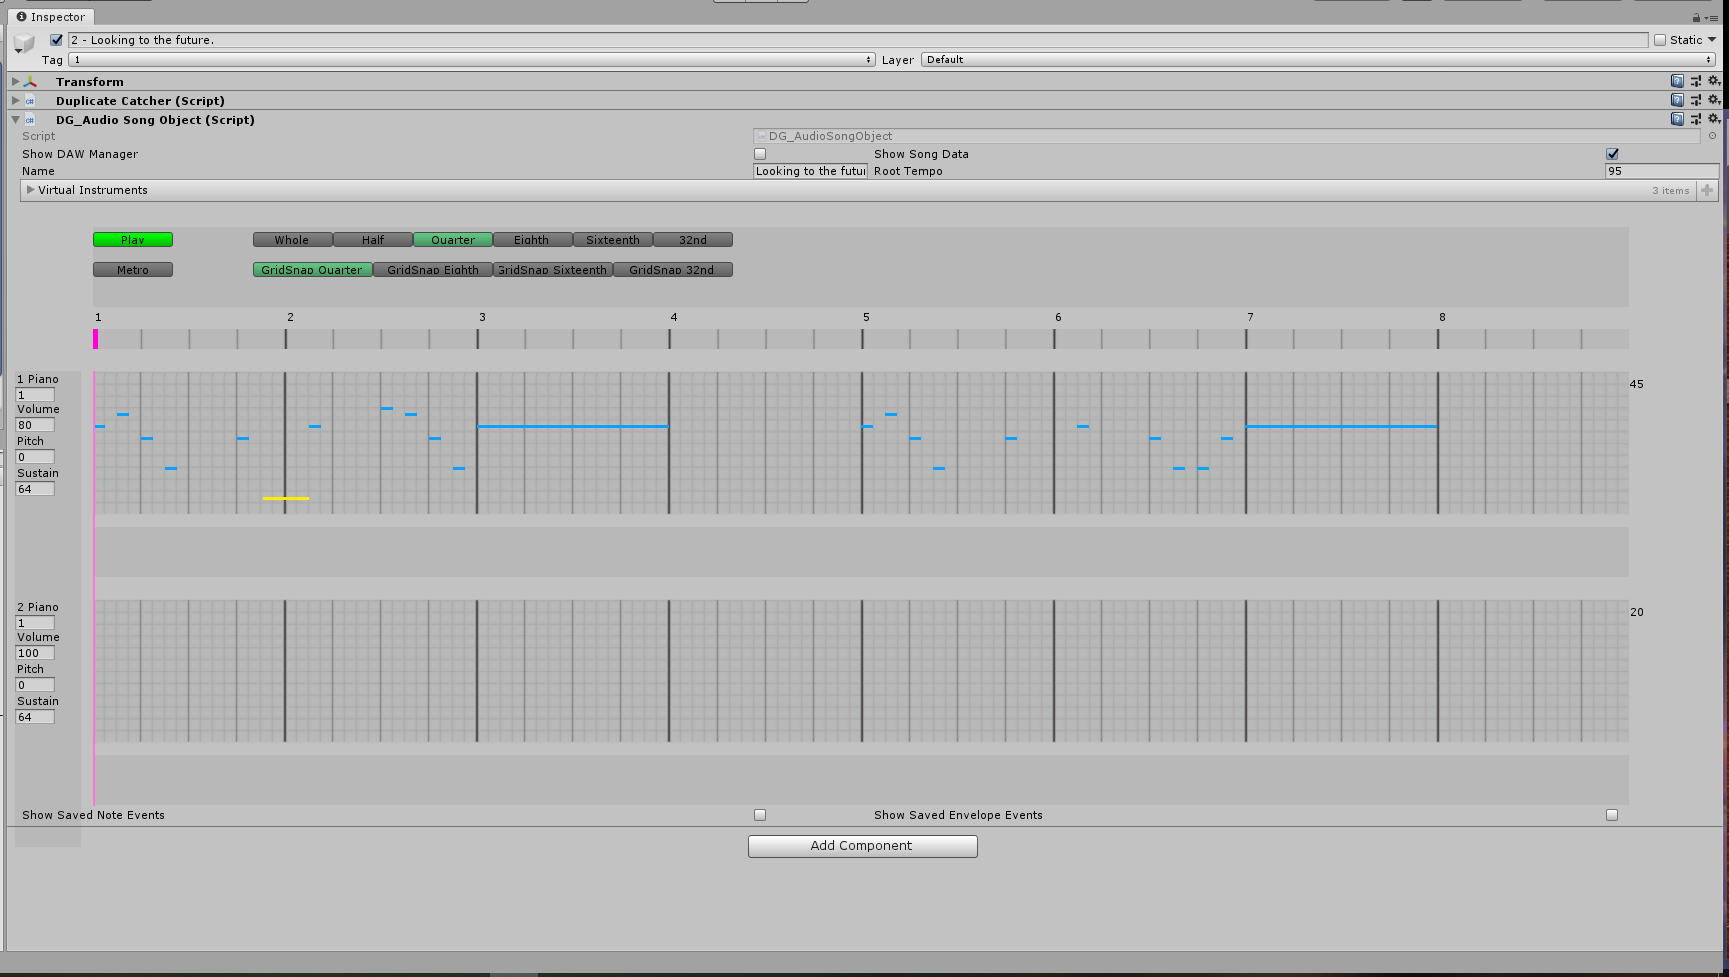 Inspector
2 - Looking to the future.
Static
Tag 1 Layer Default
Transform
Duplicate Catcher (Script)
DG_Audio Song Object (Script)
Script DG_AudioSongObject
Show DAW Manager Show Song Data
Name Looking to the futur Root Tempo 95
Virtual Instruments 3 items
Play Whole Half Quarter Eighth Sixteenth 32nd
Metro GridSnap Quarter GridSnap Eighth GridSnap Sixteenth GridSnap 32nd
1 2 3 4 5 6 7 8
1 Piano 45
1
Volume
80
Pitch
0
Sustain
64
2 Piano 20
1
Volume
100
Pitch
0
Sustain
64
Show Saved Note Events Show Saved Envelope Events
Add Component